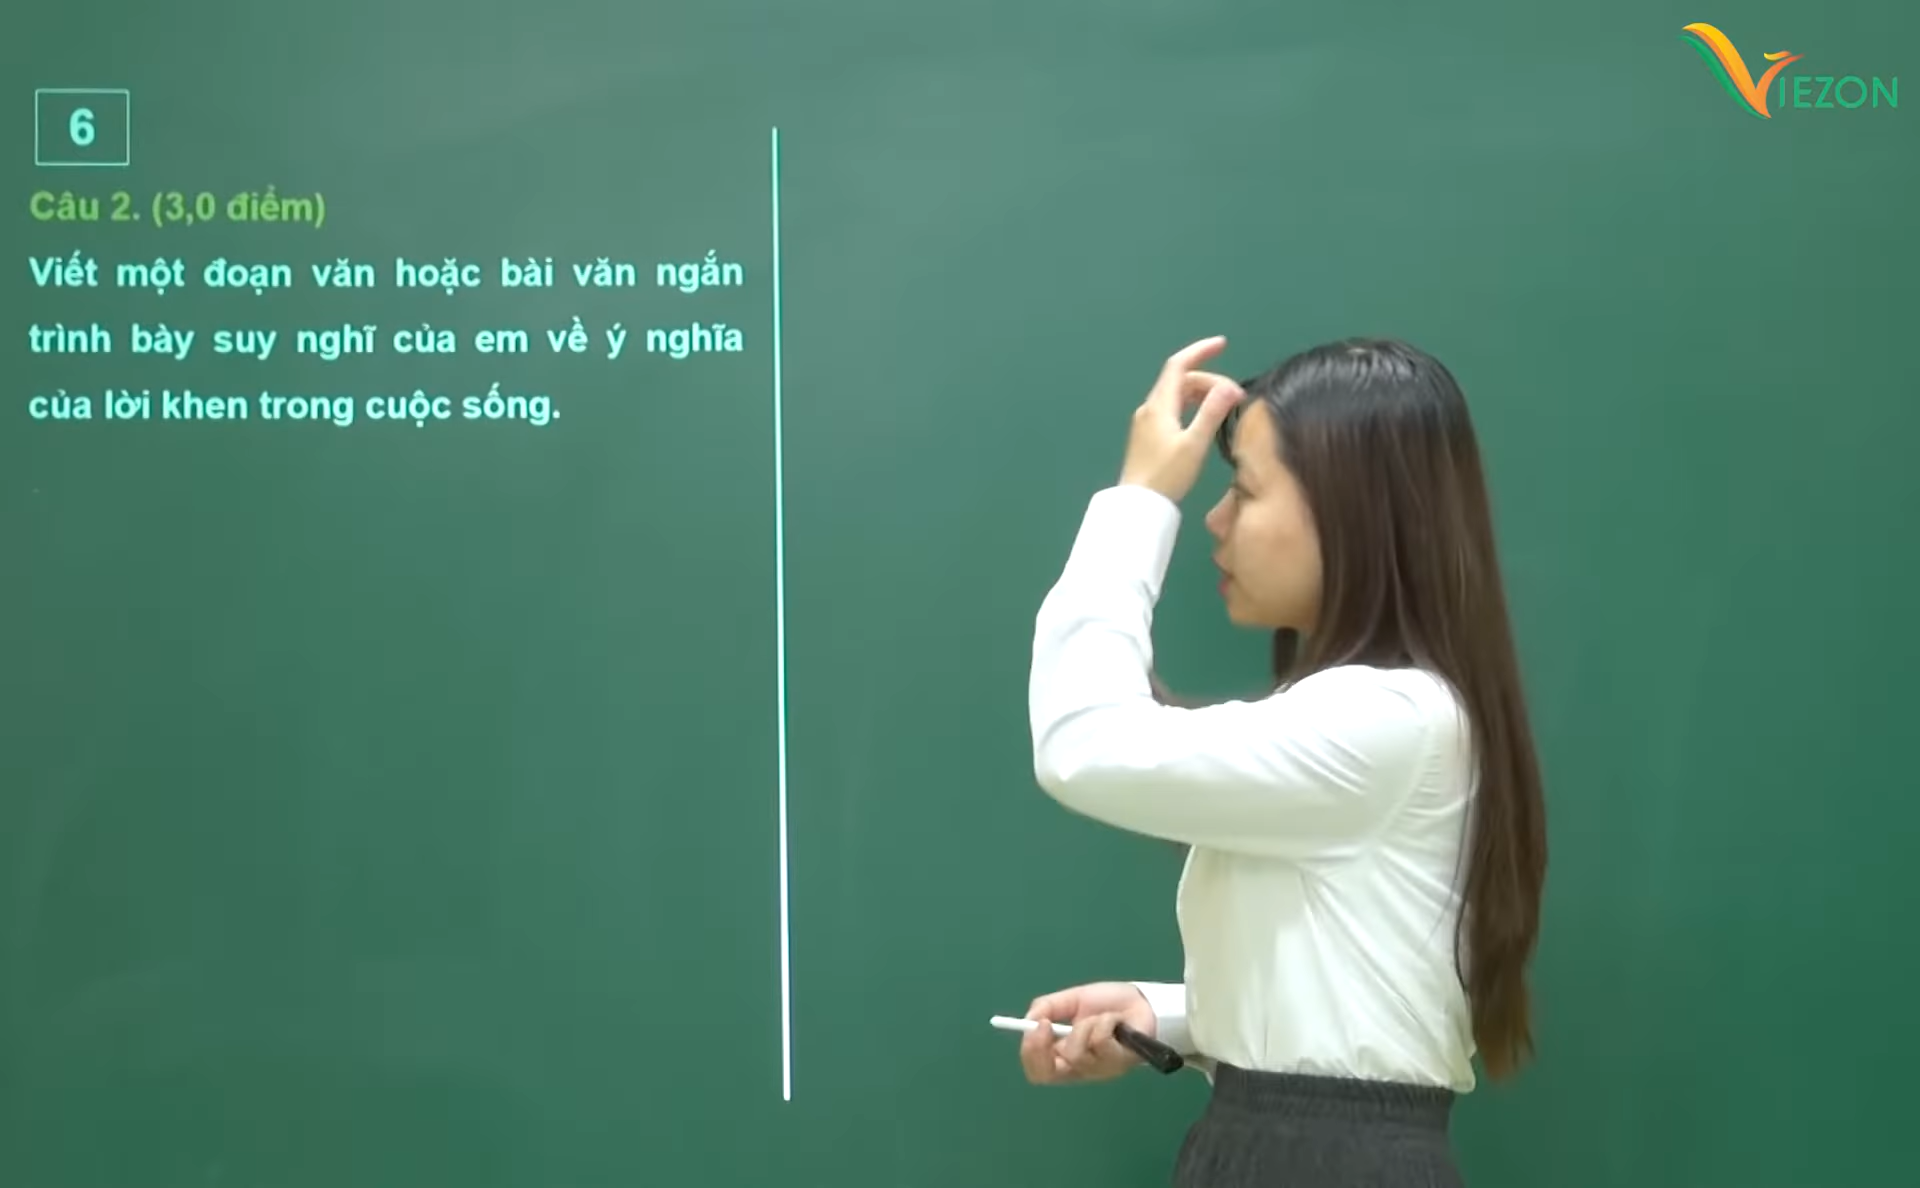 VIEZON
6
Câu 2. (3,0 điểm)
Viết một đoạn văn hoặc bài văn ngắn
trình bày suy nghĩ của em về ý nghĩa
của lời khen trong cuộc sống.